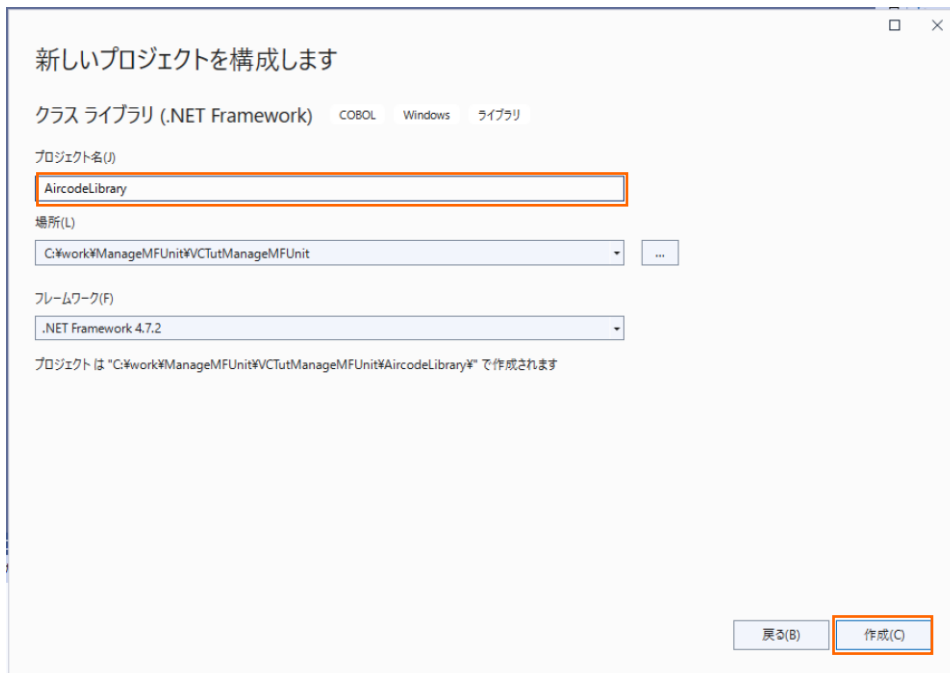 新しいプロジェクトを構成します
クラス ライブラリ (.NET Framework) COBOL Windows ライブラリ
プロジェクト名(J)
AircodeLibrary
場所(L)
C:¥work¥ManageMFUnit¥VCTutManageMFUnit ...
フレームワーク(F)
.NET Framework 4.7.2
プロジェクト は "C:¥work¥ManageMFUnit¥VCTutManageMFUnit¥AircodeLibrary¥" で作成されます
戻る(B) 作成(C)